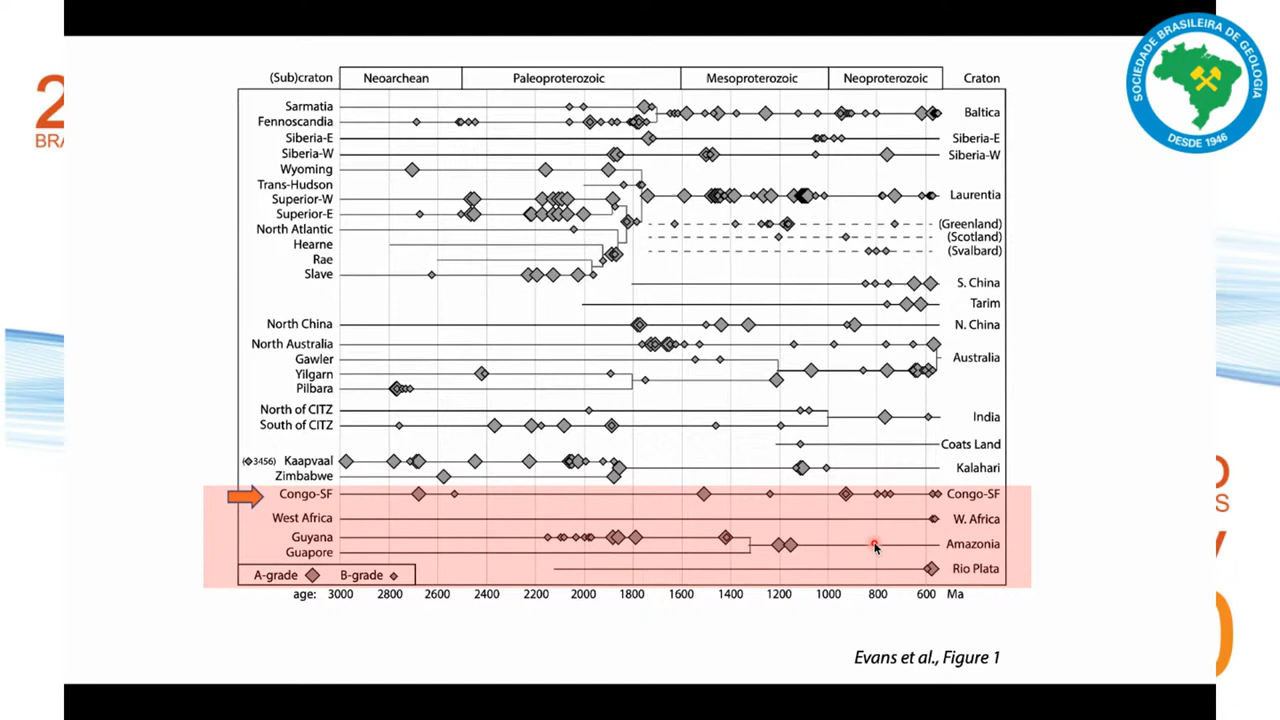 SOCIEDADE BRASILEIRA DE GEOLOGIA
DESDE 1946
2
BRA
(Sub)craton Neoarchean Paleoproterozoic Mesoproterozoic Neoproterozoic Craton
Sarmatia
Baltica
Fennoscandia
Siberia-E Siberia-E
Siberia-W Siberia-W
Wyoming
Trans-Hudson
Laurentia
Superior-W
Superior-E
(Greenland)
North Atlantic
(Scotland)
Hearne
(Svalbard)
Rae
Slave
S. China
Tarim
North China N. China
North Australia
Australia
Gawler
Yilgarn
Pilbara
North of CITZ
India
South of CITZ
Coats Land
(3456) Kaapvaal
Kalahari
Zimbabwe
Congo-SF Congo-SF
West Africa W. Africa
Guyana
Amazonia
Guapore
Rio Plata
A-grade B-grade
age: 3000 2800 2600 2400 2200 2000 1800 1600 1400 1200 1000 800 600 Ma
Evans et al., Figure 1